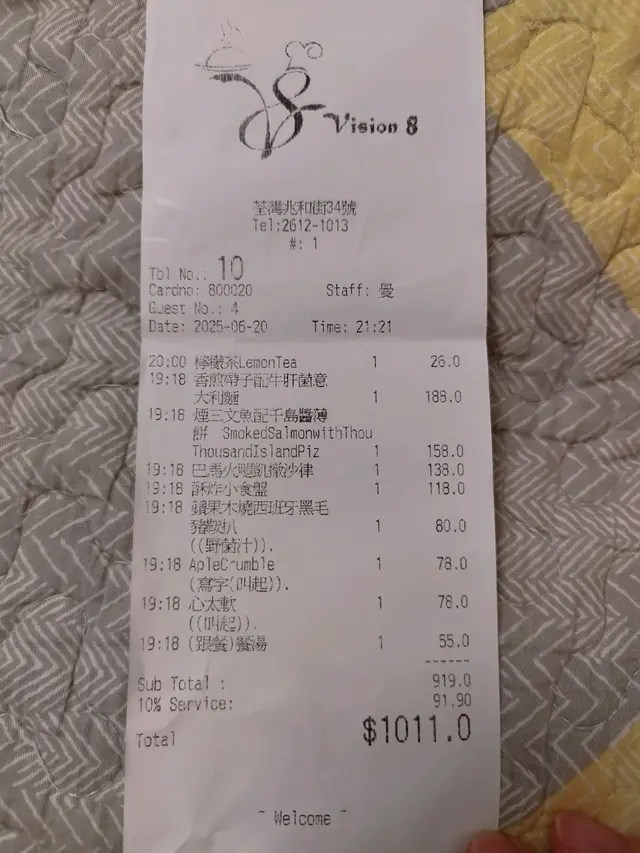 Vision 8
荃灣兆和街34號
Tel:2612-1013
#: 1
Tbl No.: 10
Cardno: 800020 Staff: 曼
Guest No.: 4
Date: 2025-06-20 Time: 21:21
20:00 檸檬茶LemonTea 1 26.0
19:18 香煎帶子配牛肝菌意
大利麵 1 188.0
19:18 煙三文魚配千島醬薄
餅 SmokedSalmonwithThou
ThousandIslandPiz 1 158.0
19:18 巴馬火腿凱撒沙律 1 138.0
19:18 酥炸小食盤 1 118.0
19:18 蘋果木燒西班牙黑毛
豬鞍扒 1 80.0
((野菌汁)).
19:18 ApleCrumble 1 78.0
(寫字(叫起)).
19:18 心太軟 1 78.0
((叫起)).
19:18 (跟餐)餐湯 1 55.0
------
Sub Total : 919.0
10% Service: 91.90
Total $1011.0
~ Welcome ~